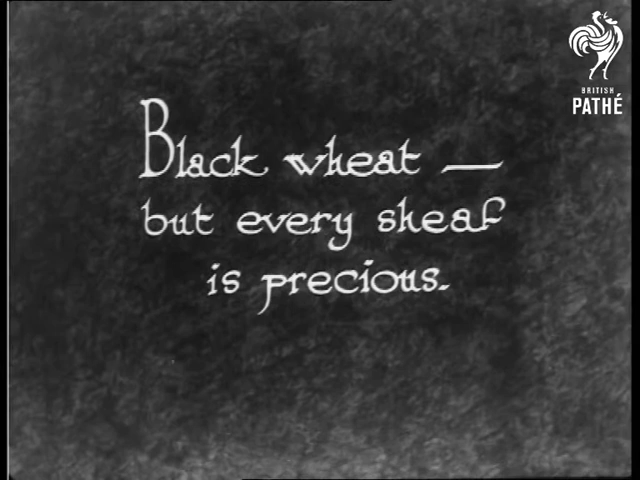 BRITISH
PATHÉ
Black wheat —
but every sheaf
is precious.